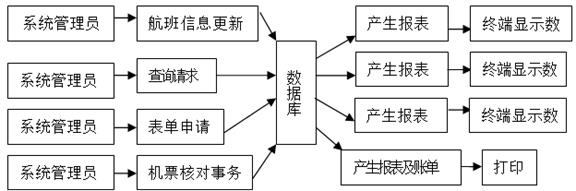 系统管理员 航班信息更新 产生报表 终端显示数
系统管理员 查询请求 产生报表 终端显示数
数据库
系统管理员 表单申请 产生报表 终端显示数
系统管理员 机票核对事务 产生报表及账单 打印